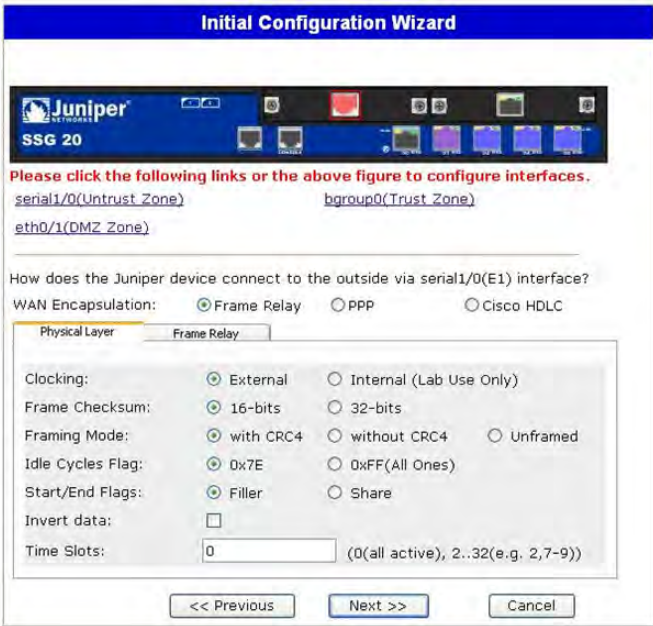 Initial Configuration Wizard
Juniper
NETWORKS
SSG 20
Please click the following links or the above figure to configure interfaces.
serial1/0(Untrust Zone) bgroup0(Trust Zone)
eth0/1(DMZ Zone)
How does the Juniper device connect to the outside via serial1/0(E1) interface?
WAN Encapsulation: Frame Relay PPP Cisco HDLC
Physical Layer Frame Relay
Clocking: External Internal (Lab Use Only)
Frame Checksum: 16-bits 32-bits
Framing Mode: with CRC4 without CRC4 Unframed
Idle Cycles Flag: 0x7E 0xFF(All Ones)
Start/End Flags: Filler Share
Invert data:
Time Slots: 0 (0(all active), 2..32(e.g. 2,7-9))
<< Previous Next >> Cancel